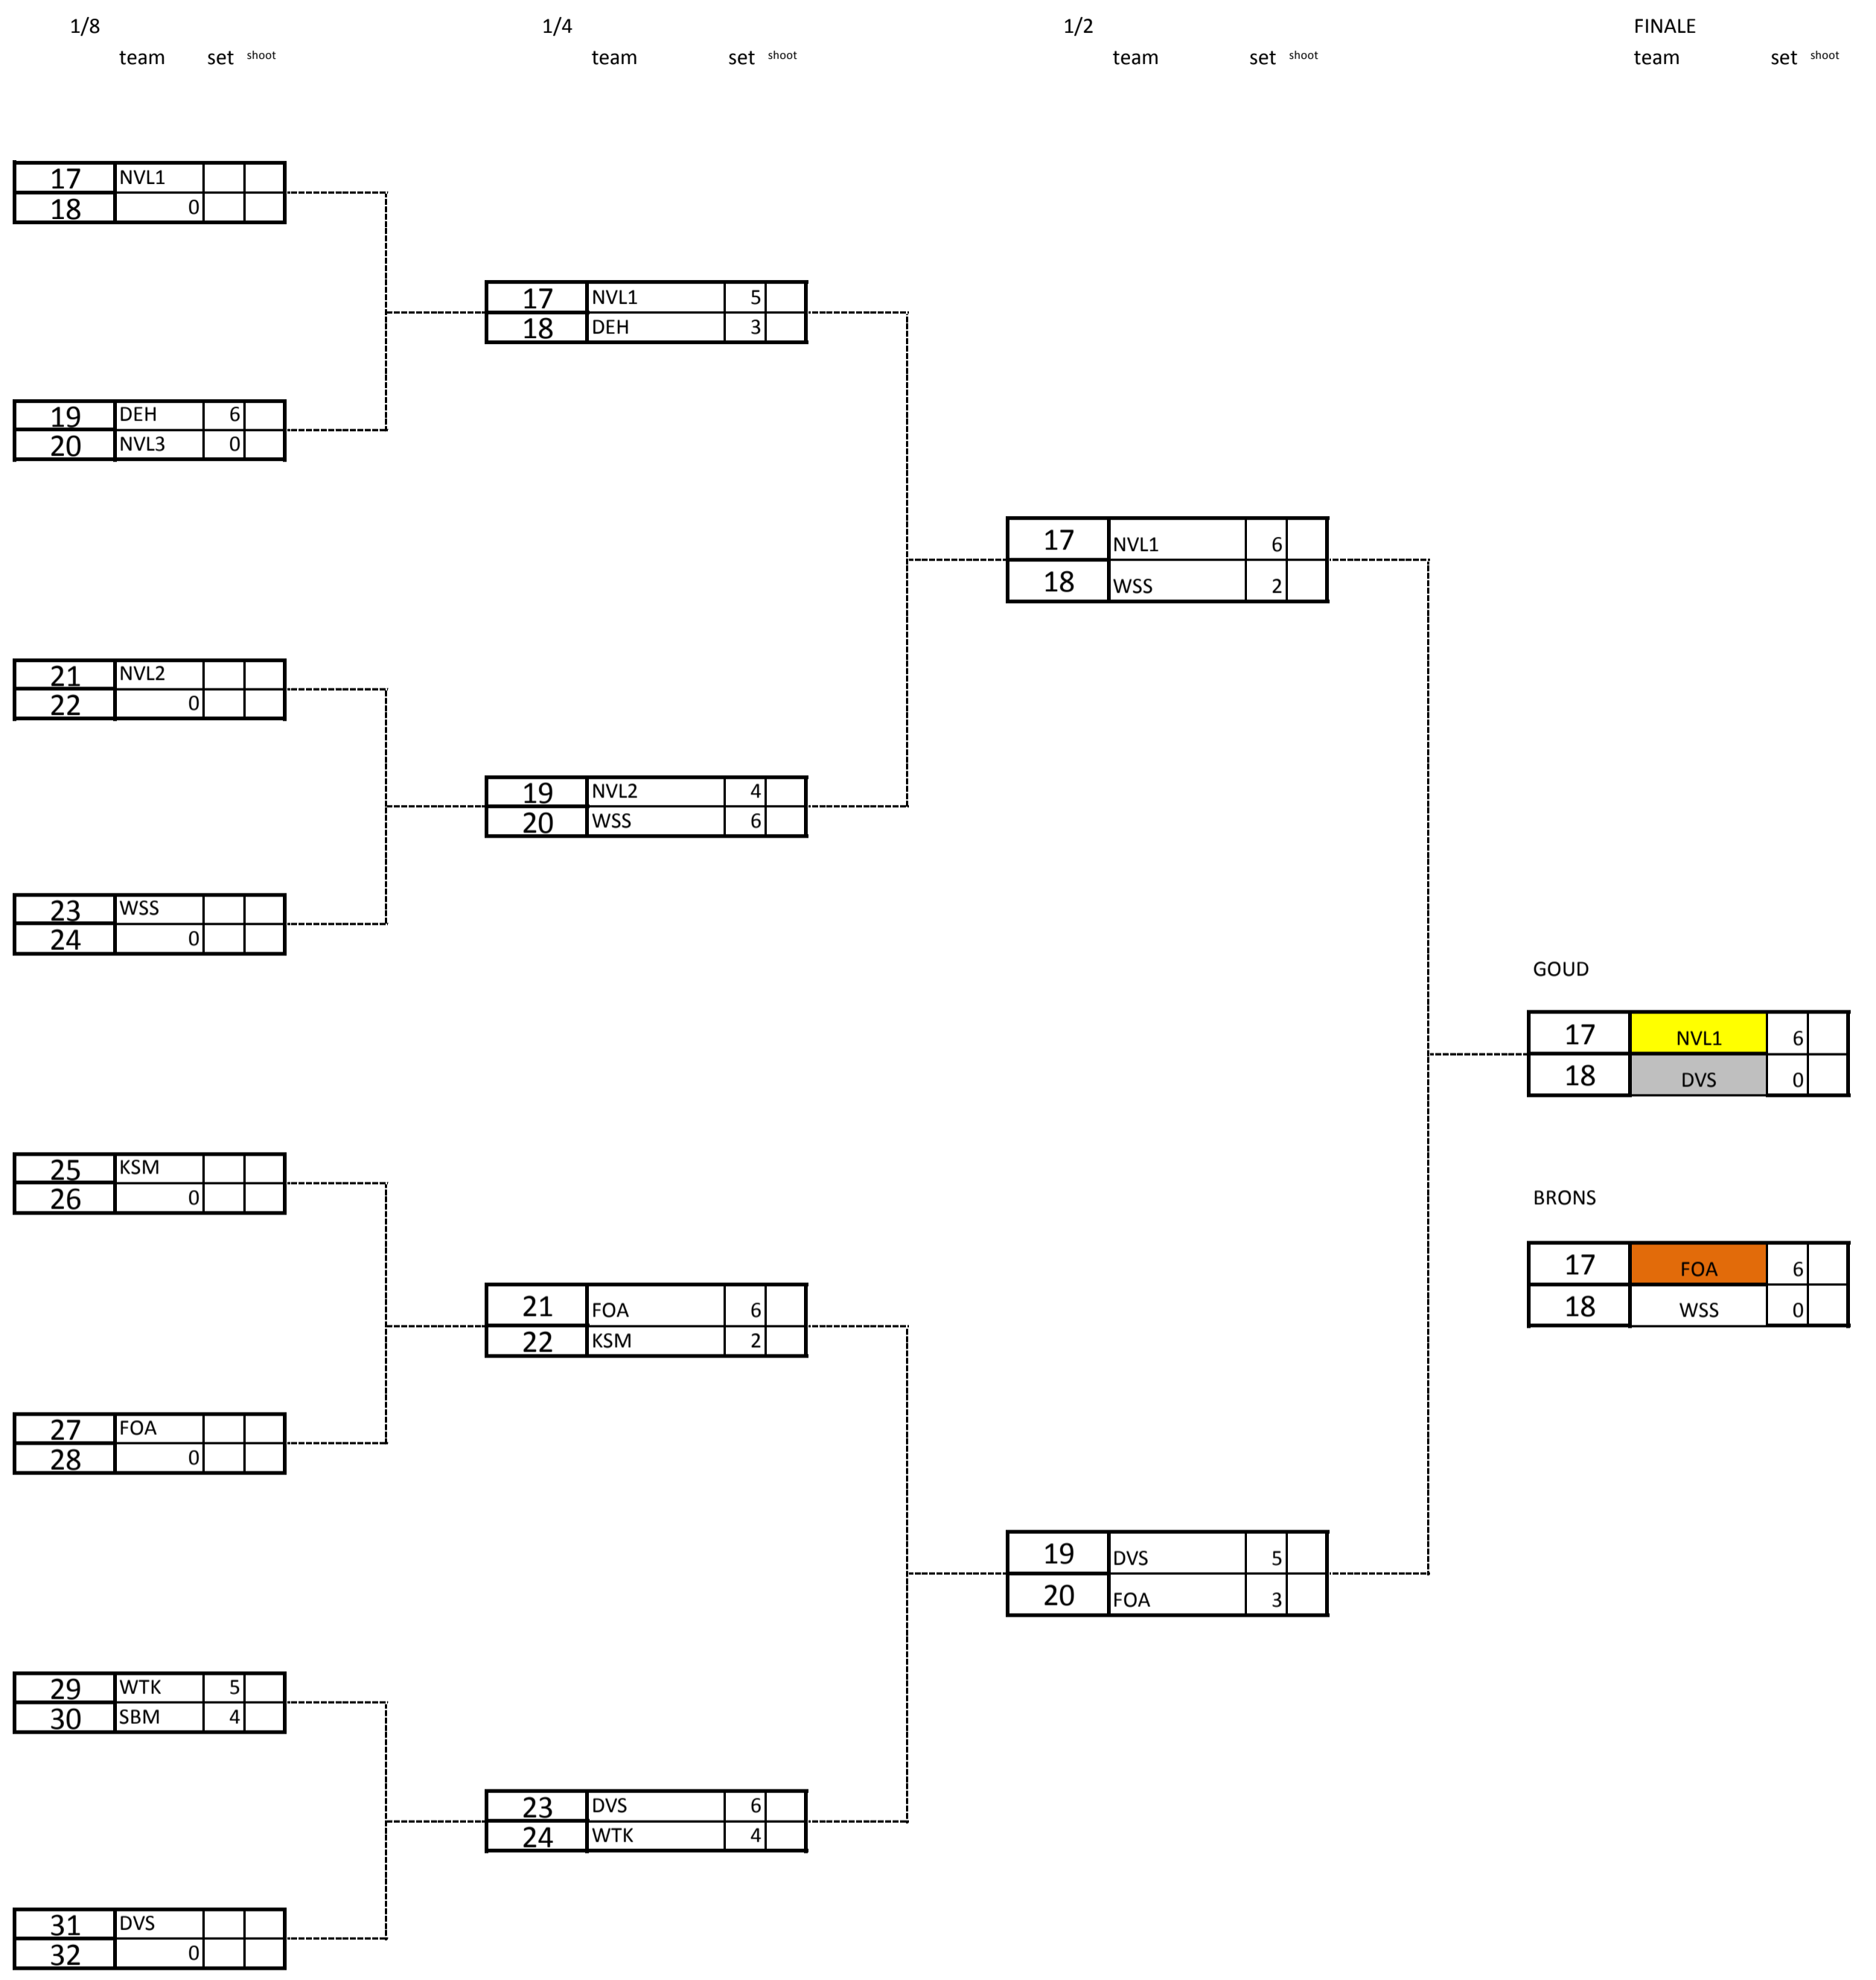 1/8 1/4 1/2 FINALE
team set shoot team set shoot team set shoot team set shoot
17 NVL1
18 0
17 NVL1 5
18 DEH 3
19 DEH 6
20 NVL3 0
17 NVL1 6
18 WSS 2
21 NVL2
22 0
19 NVL2 4
20 WSS 6
23 WSS
24 0
GOUD
17 NVL1 6
18 DVS 0
25 KSM
26 0
BRONS
17 FOA 6
18 WSS 0
21 FOA 6
22 KSM 2
27 FOA
28 0
19 DVS 5
20 FOA 3
29 WTK 5
30 SBM 4
23 DVS 6
24 WTK 4
31 DVS
32 0